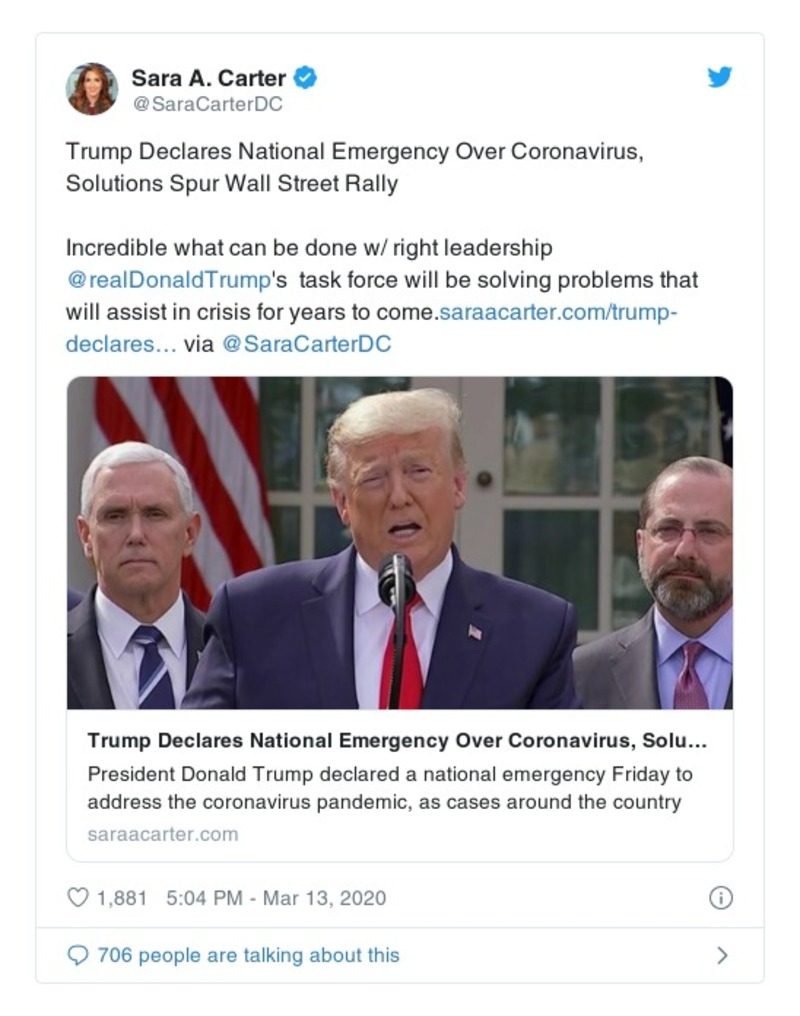 Sara A. Carter
@SaraCarterDC
Trump Declares National Emergency Over Coronavirus,
Solutions Spur Wall Street Rally
Incredible what can be done w/ right leadership
@realDonaldTrump's  task force will be solving problems that
will assist in crisis for years to come.saraacarter.com/trump-
declares… via @SaraCarterDC
Trump Declares National Emergency Over Coronavirus, Solu…
President Donald Trump declared a national emergency Friday to
address the coronavirus pandemic, as cases around the country
saraacarter.com
1,881 5:04 PM - Mar 13, 2020
706 people are talking about this